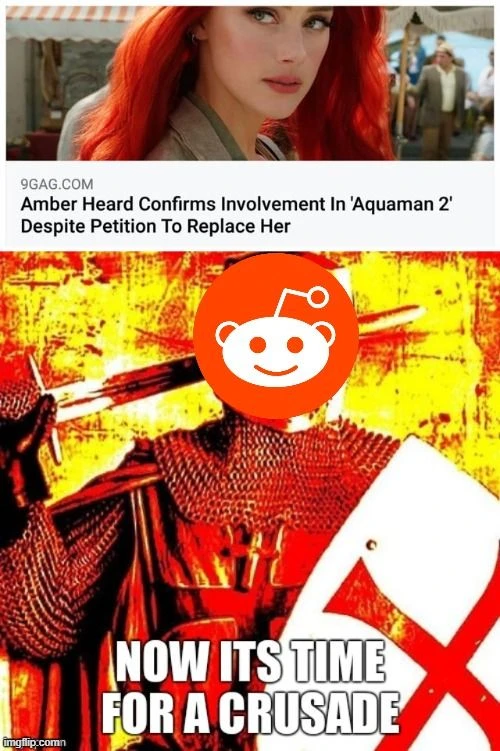 9GAG.COM
Amber Heard Confirms Involvement In 'Aquaman 2'
Despite Petition To Replace Her
NOW ITS TIME
FOR A CRUSADE
imgflip.com